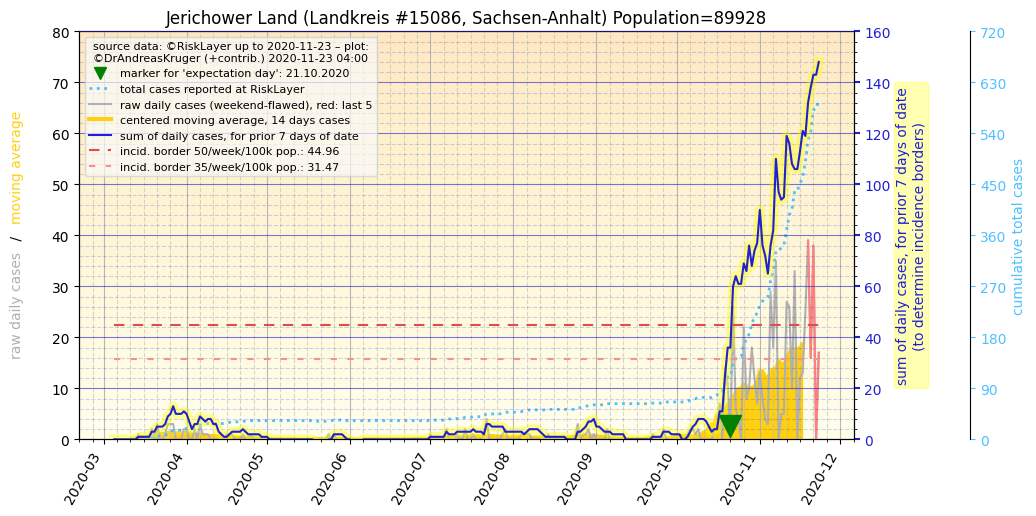 Jerichower Land (Landkreis #15086, Sachsen-Anhalt) Population=89928
source data: ©RiskLayer up to 2020-11-23 – plot:
©DrAndreasKruger (+contrib.) 2020-11-23 04:00
marker for 'expectation day': 21.10.2020
total cases reported at RiskLayer
raw daily cases (weekend-flawed), red: last 5
centered moving average, 14 days cases
sum of daily cases, for prior 7 days of date
incid. border 50/week/100k pop.: 44.96
incid. border 35/week/100k pop.: 31.47
raw daily cases / moving average
80
70
60
50
40
30
20
10
0
160
140
120
100
80
60
40
20
0
sum of daily cases, for prior 7 days of date
(to determine incidence borders)
720
630
540
450
360
270
180
90
0
cumulative total cases
2020-03
2020-04
2020-05
2020-06
2020-07
2020-08
2020-09
2020-10
2020-11
2020-12